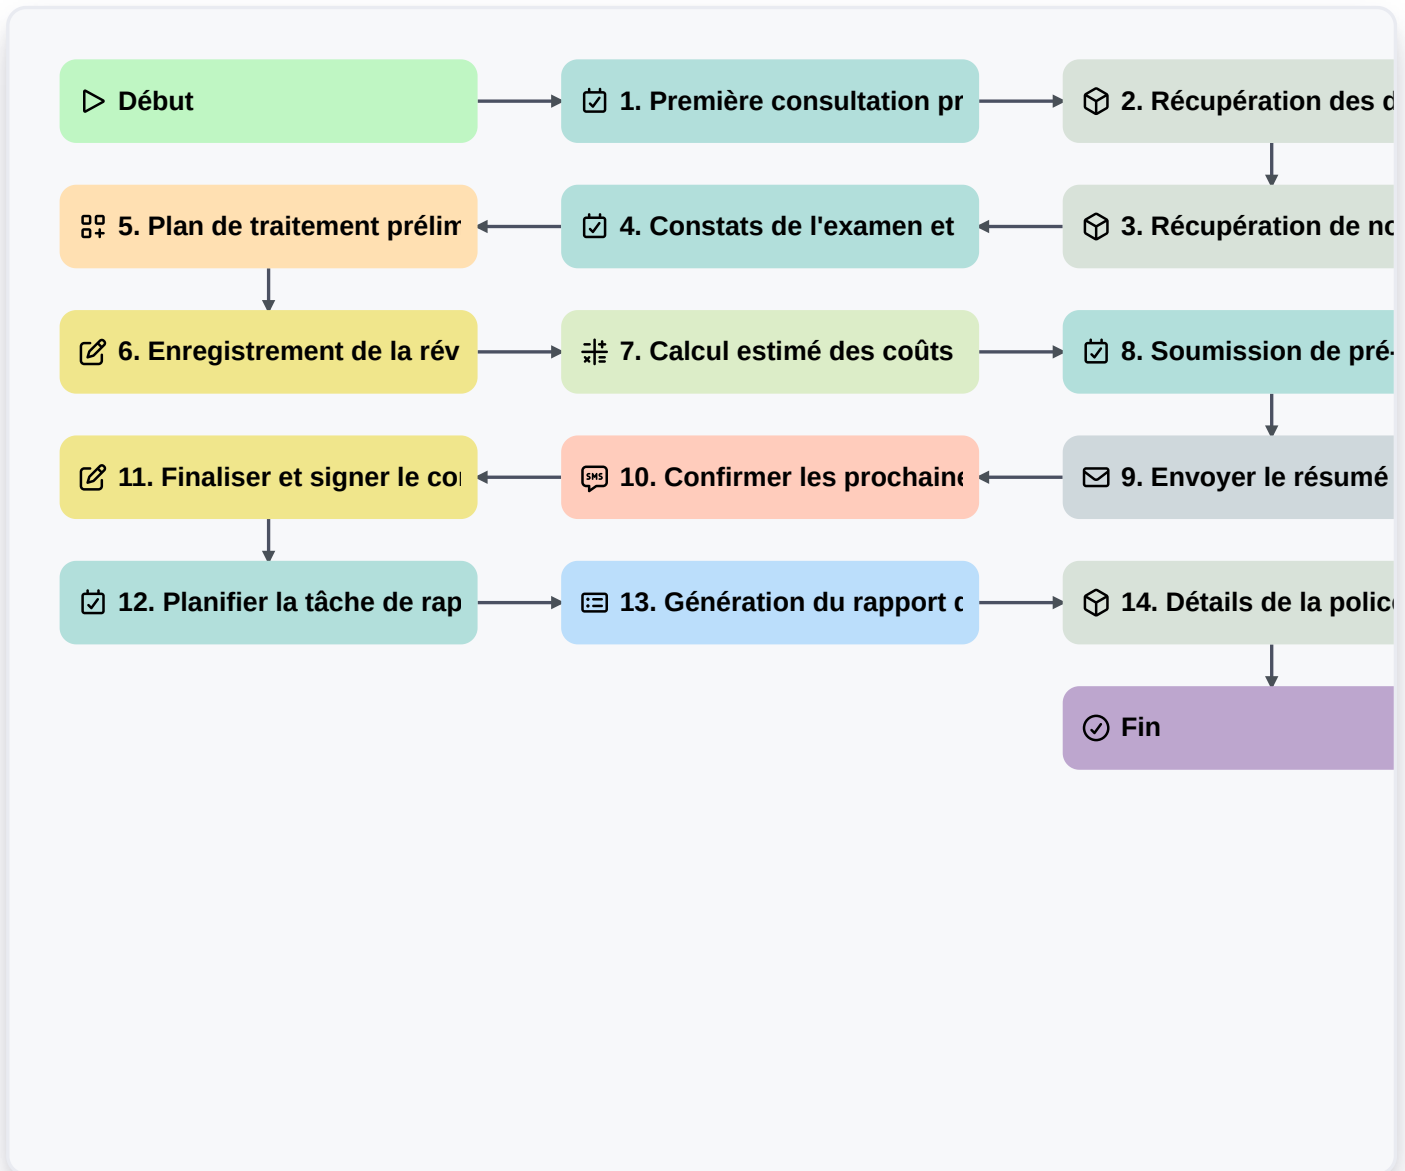 Début
1. Première consultation pr
2. Récupération des d
5. Plan de traitement prélim
4. Constats de l'examen et
3. Récupération de no
6. Enregistrement de la rév
7. Calcul estimé des coûts
8. Soumission de pré-
11. Finaliser et signer le con
SMS
10. Confirmer les prochaine
9. Envoyer le résumé
12. Planifier la tâche de rap
13. Génération du rapport d
14. Détails de la police
Fin